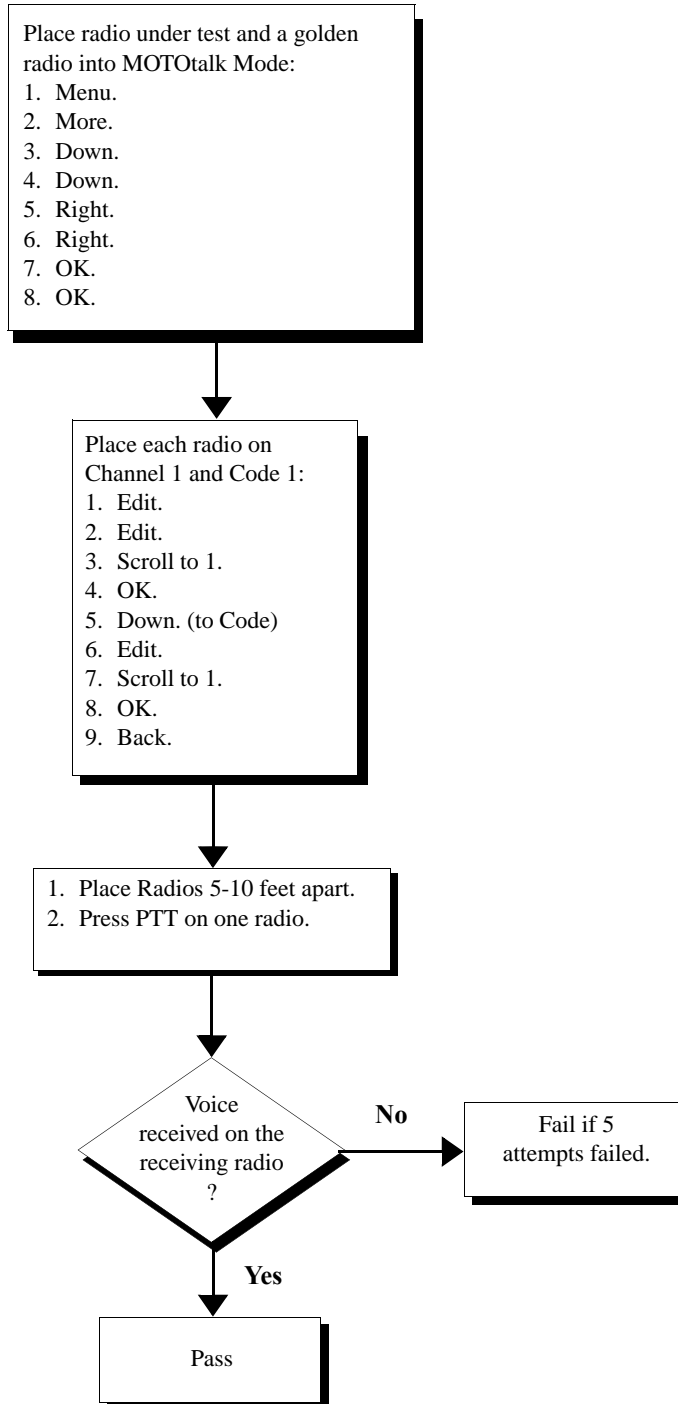 Place radio under test and a golden
radio into MOTOtalk Mode:
1. Menu.
2. More.
3. Down.
4. Down.
5. Right.
6. Right.
7. OK.
8. OK.
Place each radio on
Channel 1 and Code 1:
1. Edit.
2. Edit.
3. Scroll to 1.
4. OK.
5. Down. (to Code)
6. Edit.
7. Scroll to 1.
8. OK.
9. Back.
1. Place Radios 5-10 feet apart.
2. Press PTT on one radio.
Voice
received on the
receiving radio
?
No
Fail if 5
attempts failed.
Yes
Pass